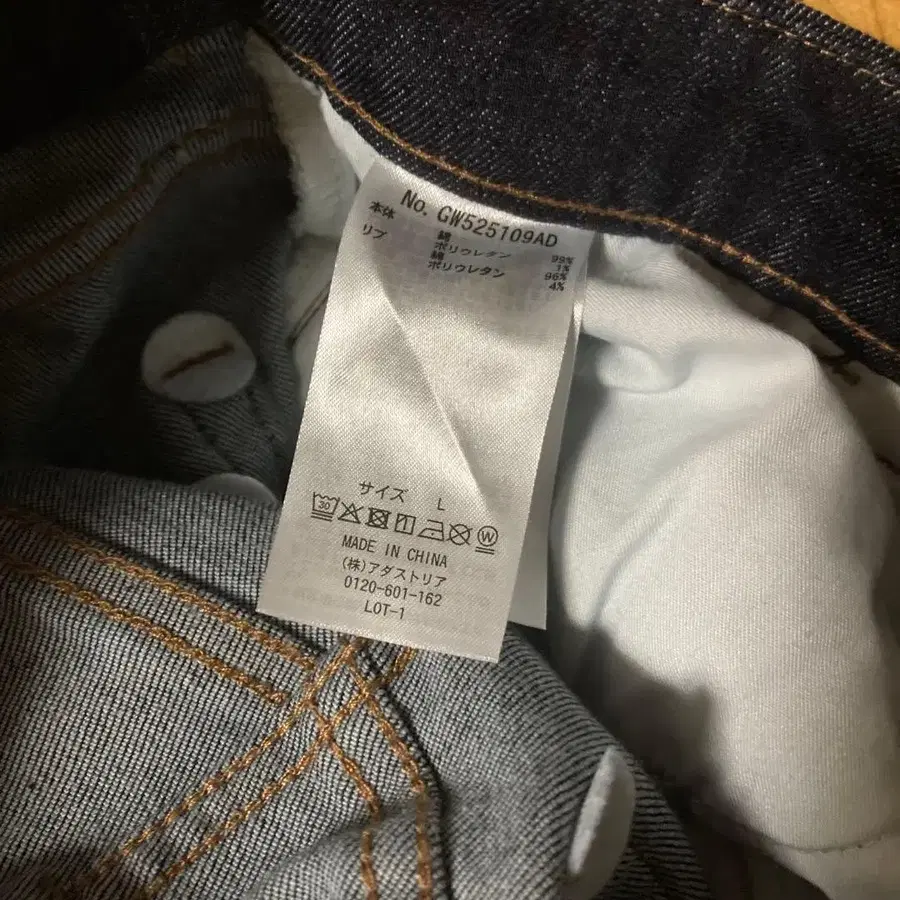 No. GW525109AD
本体 綿 99%
ポリウレタン 1%
リブ 綿 96%
ポリウレタン 4%
サイズ L
30 W
MADE IN CHINA
(株)アダストリア
0120-601-162
LOT-1